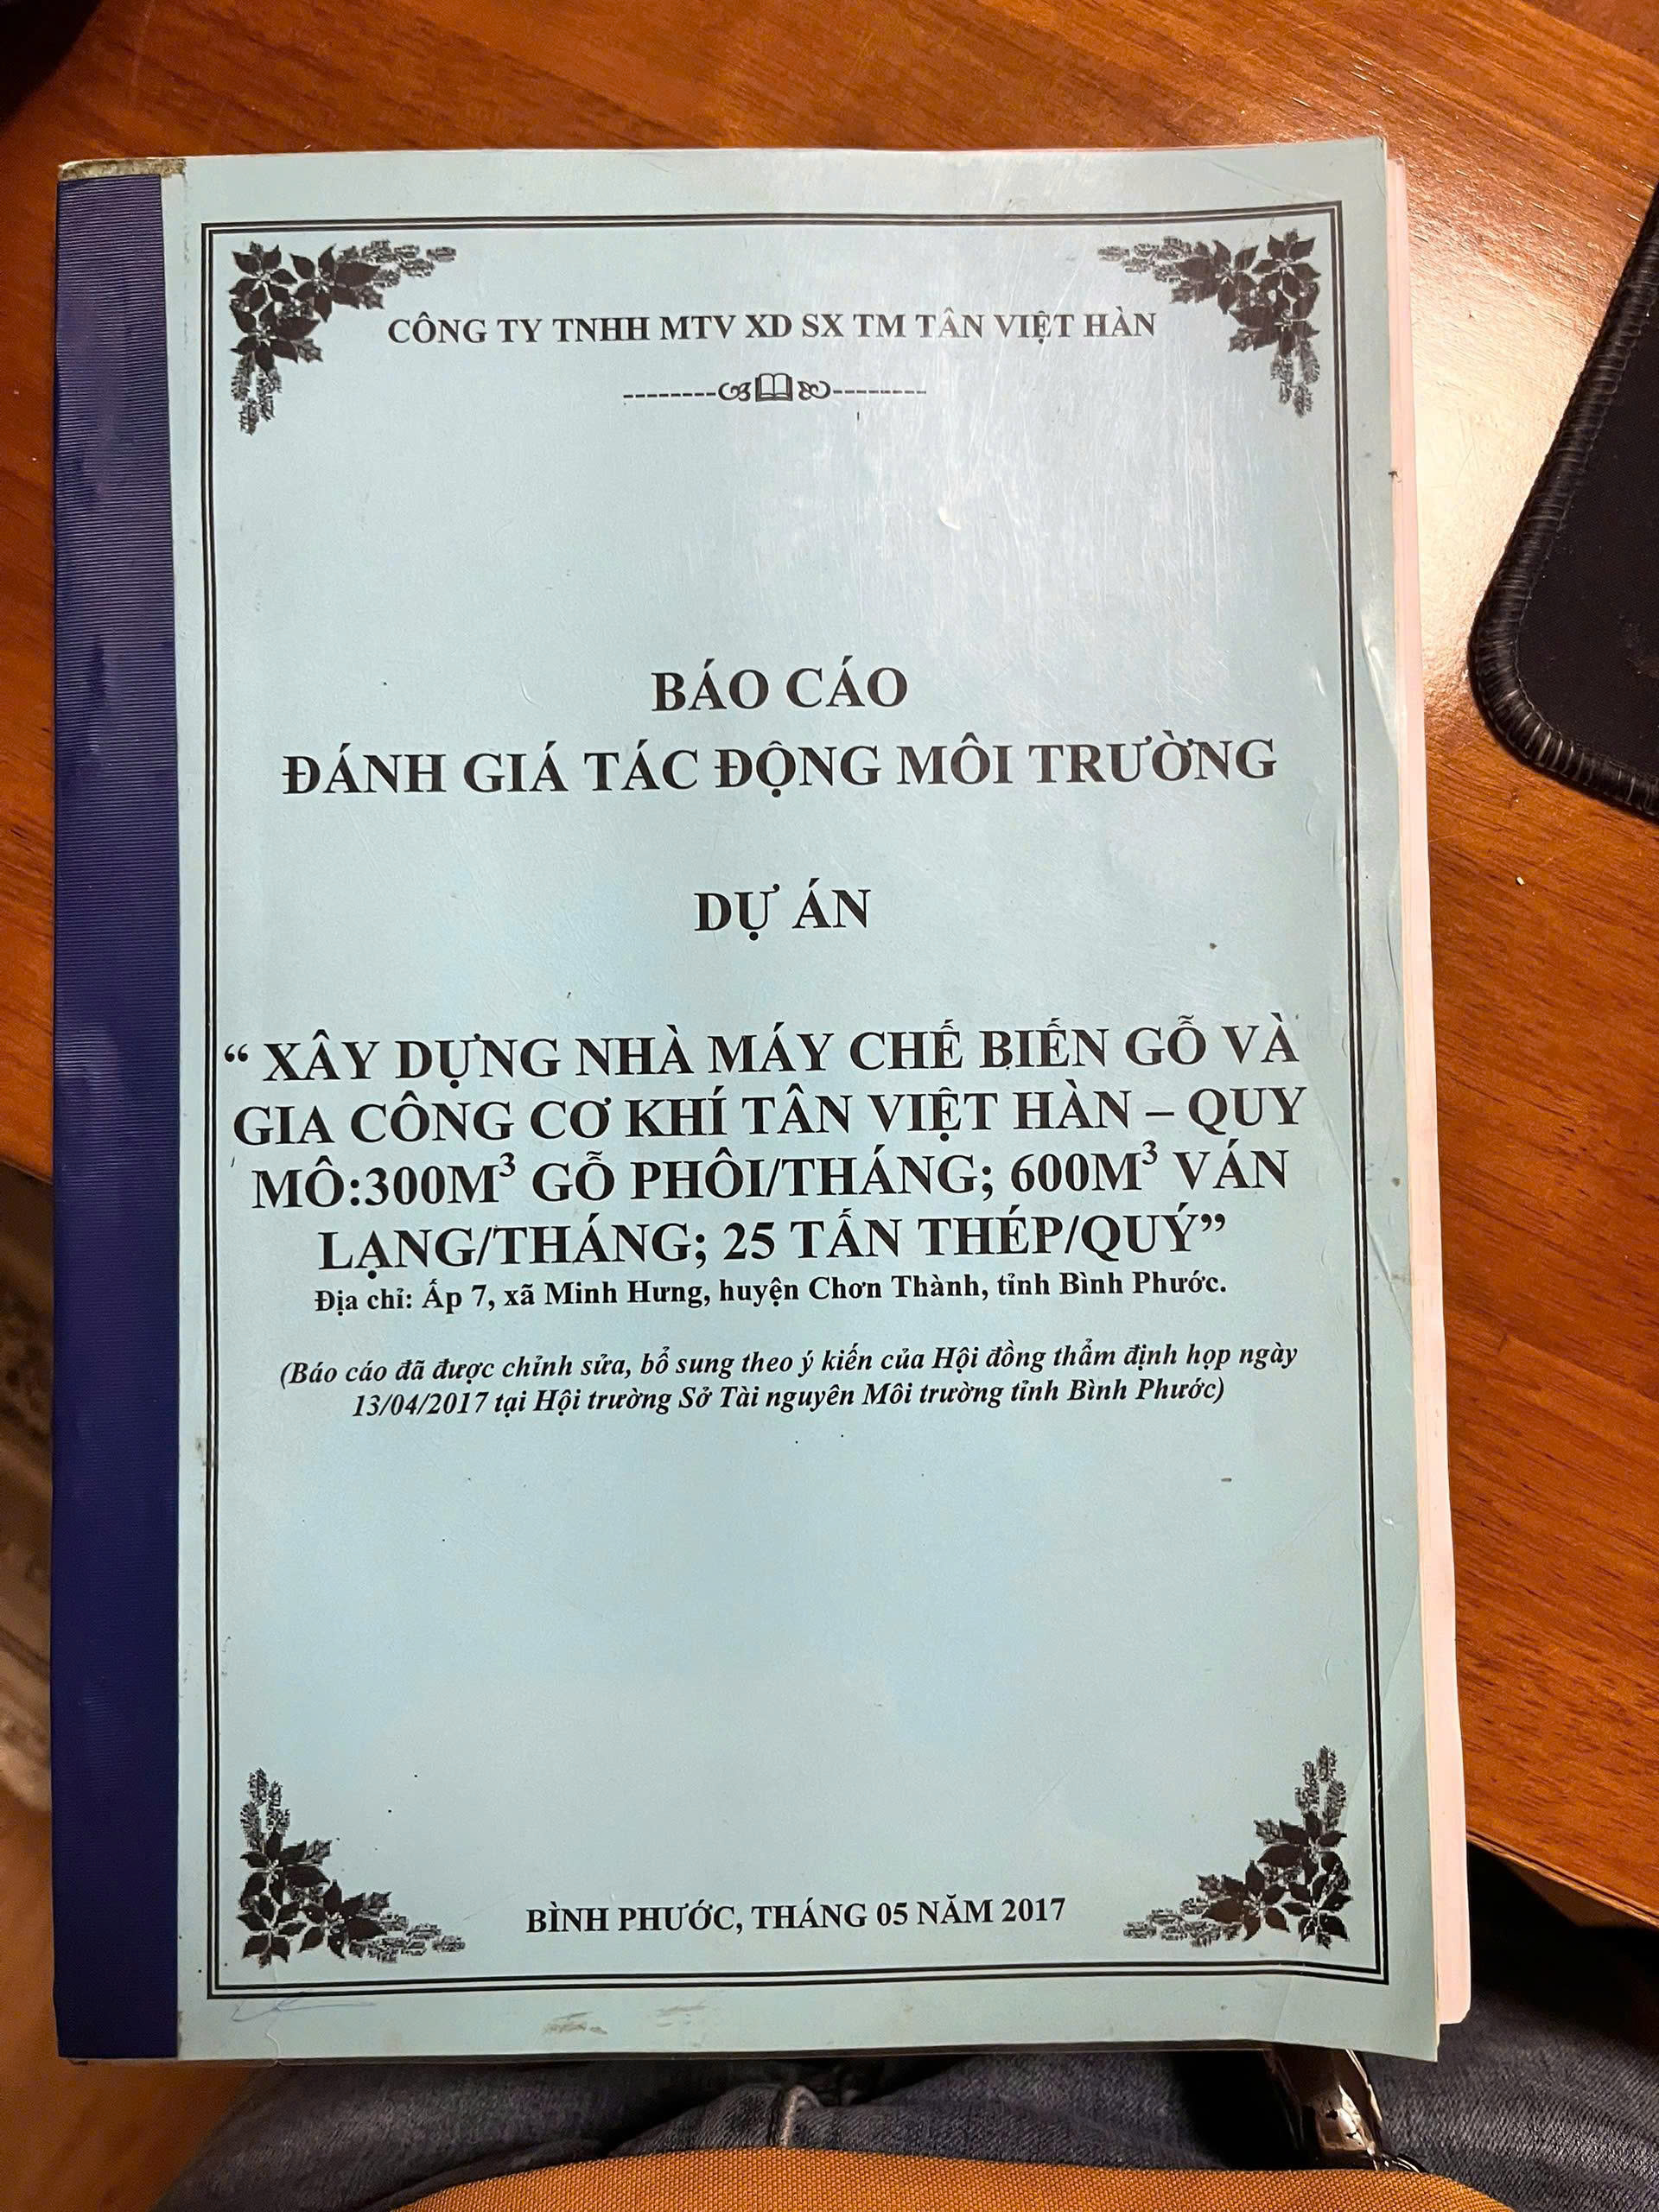 CÔNG TY TNHH MTV XD SX TM TÂN VIỆT HÀN
BÁO CÁO
ĐÁNH GIÁ TÁC ĐỘNG MÔI TRƯỜNG
DỰ ÁN
“ XÂY DỰNG NHÀ MÁY CHẾ BIẾN GỖ VÀ
GIA CÔNG CƠ KHÍ TÂN VIỆT HÀN – QUY
MÔ:300M³ GỖ PHÔI/THÁNG; 600M³ VÁN
LẠNG/THÁNG; 25 TẤN THÉP/QUÝ”
Địa chỉ: Ấp 7, xã Minh Hưng, huyện Chơn Thành, tỉnh Bình Phước.
(Báo cáo đã được chỉnh sửa, bổ sung theo ý kiến của Hội đồng thẩm định họp ngày
13/04/2017 tại Hội trường Sở Tài nguyên Môi trường tỉnh Bình Phước)
BÌNH PHƯỚC, THÁNG 05 NĂM 2017